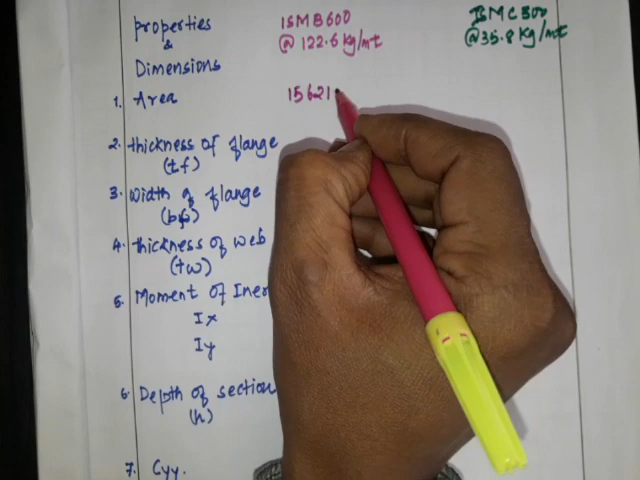 properties ISMB600 ISMC300
& @ 122.6 kg/mt @ 35.8 kg/mt
Dimensions
1. Area 15621
2. thickness of flange
(tf)
3. Width of flange
(bf)
4. thickness of web
(tw)
5. Moment of Iner
Ix
Iy
6. Depth of section
(h)
7. Cyy.